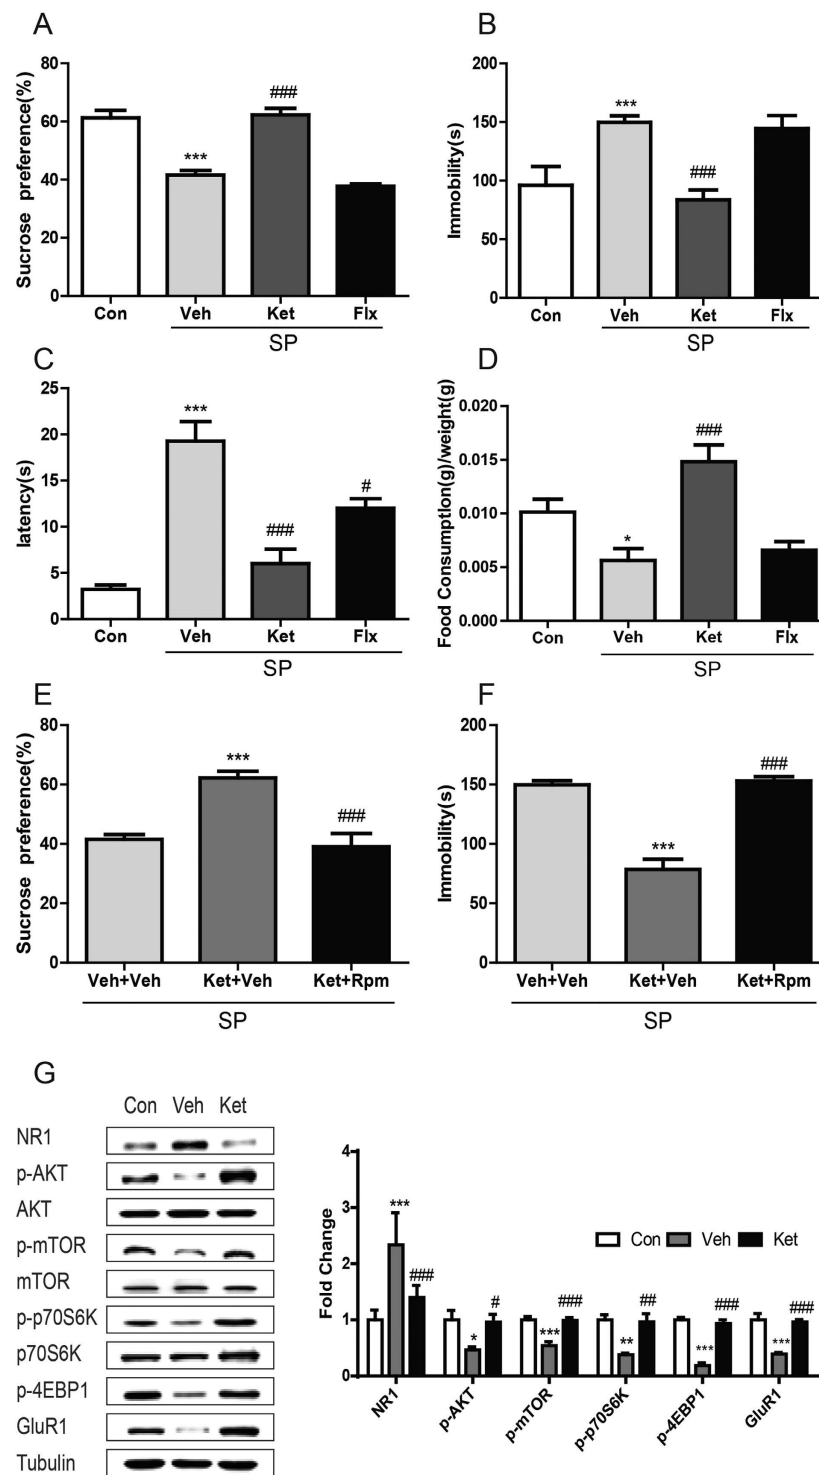 A
Sucrose preference(%)
80
60
40
20
0
***
###
Con Veh Ket Flx
SP
B
Immobility(s)
200
150
100
50
0
***
###
Con Veh Ket Flx
SP
C
latency(s)
25
20
15
10
5
0
***
###
#
Con Veh Ket Flx
SP
D
Food Consumption(g)/weight(g)
0.020
0.015
0.010
0.005
0.000
*
###
Con Veh Ket Flx
SP
E
Sucrose preference(%)
80
60
40
20
0
***
###
Veh+Veh Ket+Veh Ket+Rpm
SP
F
Immobility(s)
200
150
100
50
0
***
###
Veh+Veh Ket+Veh Ket+Rpm
SP
G
Con Veh Ket
NR1
p-AKT
AKT
p-mTOR
mTOR
p-p70S6K
p70S6K
p-4EBP1
GluR1
Tubulin
Fold Change
4
3
2
1
0
Con Veh Ket
***
###
*
#
***
###
**
##
***
###
***
###
NR1 p-AKT p-mTOR p-p70S6K p-4EBP1 GluR1